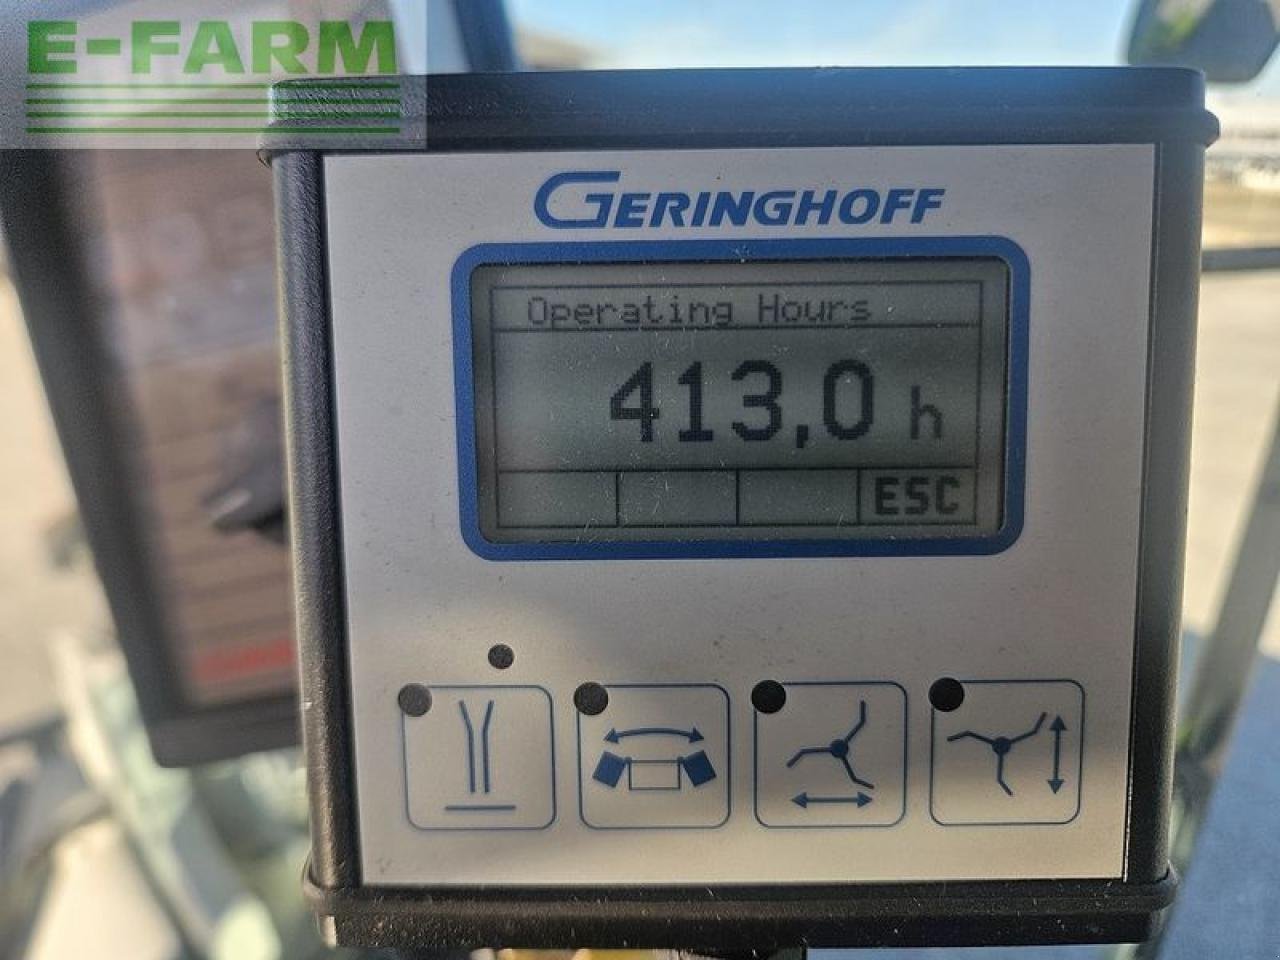 E-FARM
GERINGHOFF
Operating Hours
413,0 h
ESC